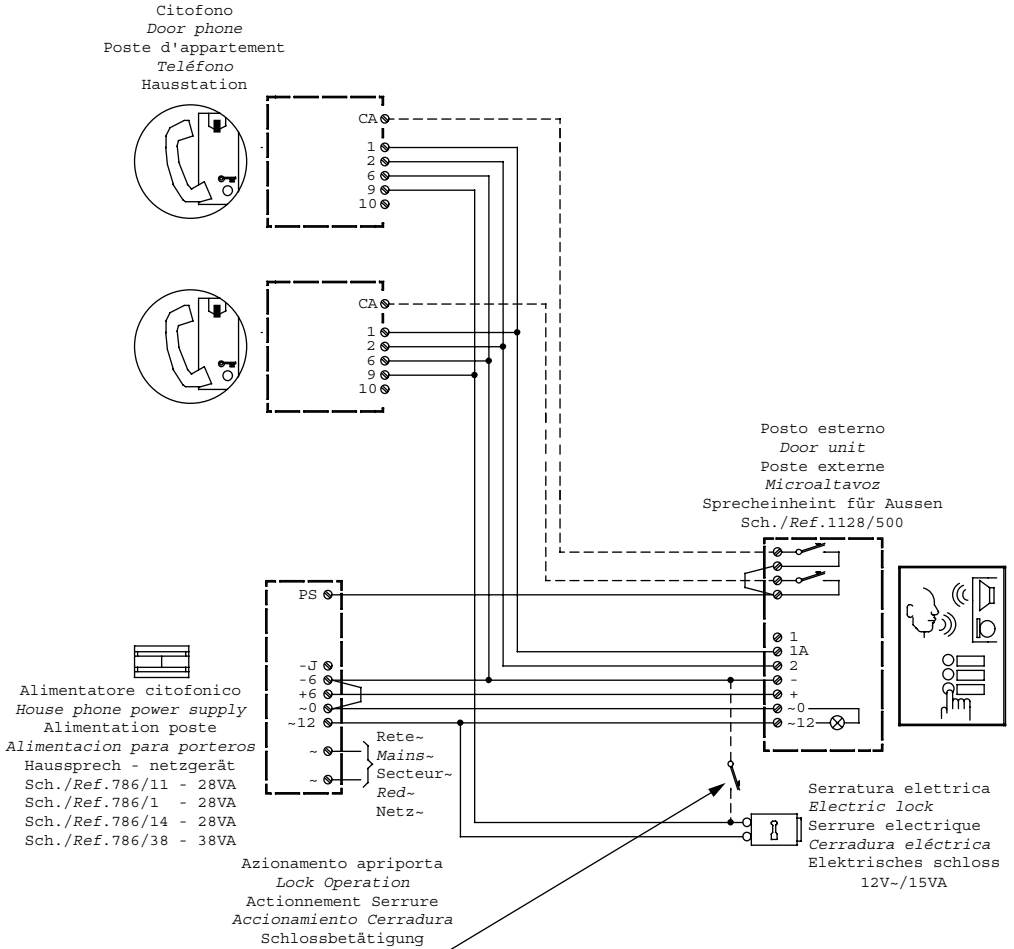 Citofono
Door phone
Poste d'appartement
Teléfono
Hausstation
CA
1
2
6
9
10
CA
1
2
6
9
10
Posto esterno
Door unit
Poste externe
Microaltavoz
Sprecheinheint für Aussen
Sch./Ref.1128/500
PS
-J
-6
+6
~0
~12
~
~
1
1A
2
-
+
~0
~12
Alimentatore citofonico
House phone power supply
Alimentation poste
Alimentacion para porteros
Haussprech - netzgerät
Sch./Ref.786/11 - 28VA
Sch./Ref.786/1 - 28VA
Sch./Ref.786/14 - 28VA
Sch./Ref.786/38 - 38VA
Rete~
Mains~
Secteur~
Red~
Netz~
Serratura elettrica
Electric lock
Serrure electrique
Cerradura eléctrica
Elektrisches schloss
12V~/15VA
Azionamento apriporta
Lock Operation
Actionnement Serrure
Accionamiento Cerradura
Schlossbetätigung